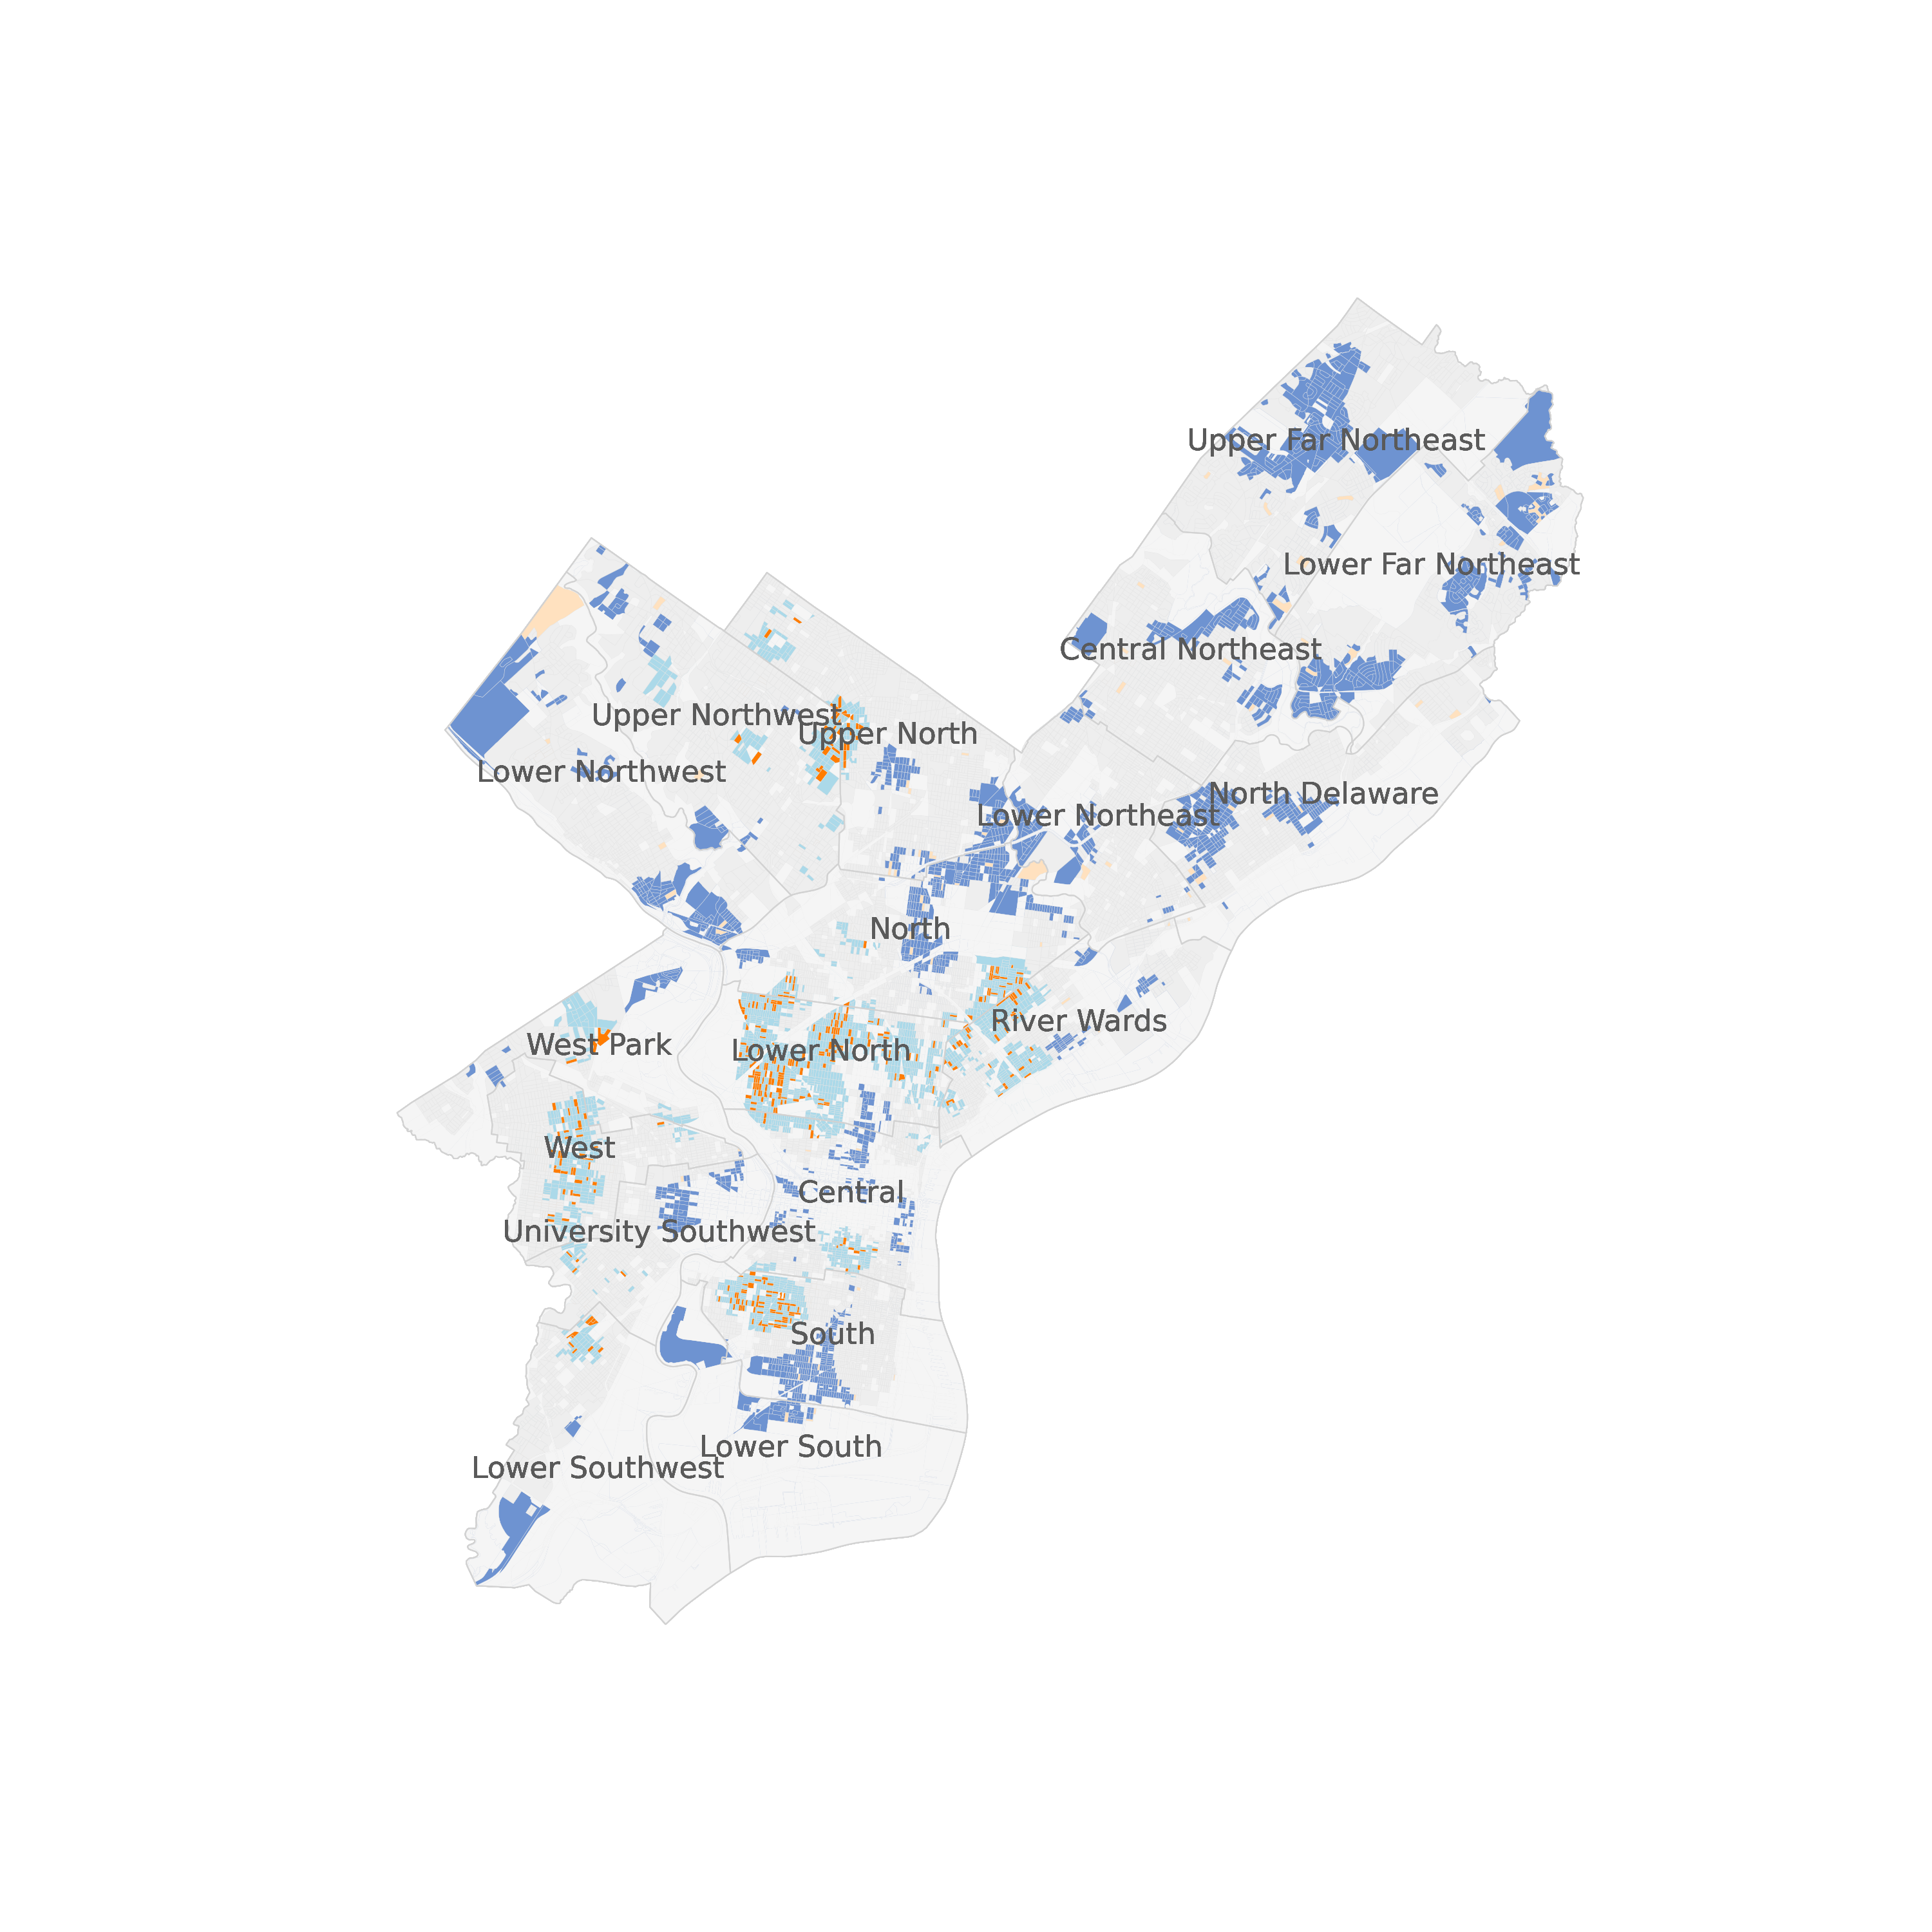 Upper Far Northeast
Lower Far Northeast
Central Northeast
Upper Northwest
Upper North
Lower Northwest
North Delaware
Lower Northeast
North
River Wards
West Park
Lower North
West
Central
University Southwest
South
Lower South
Lower Southwest